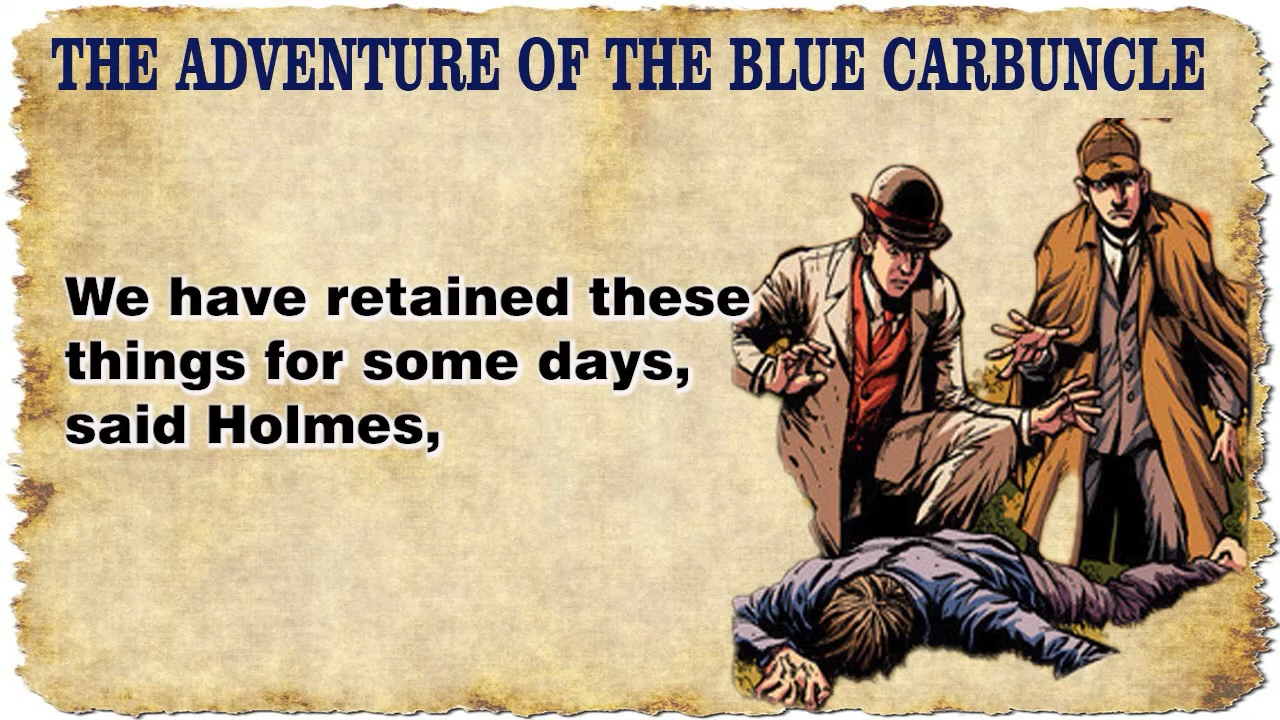 THE ADVENTURE OF THE BLUE CARBUNCLE
We have retained these
things for some days,
said Holmes,